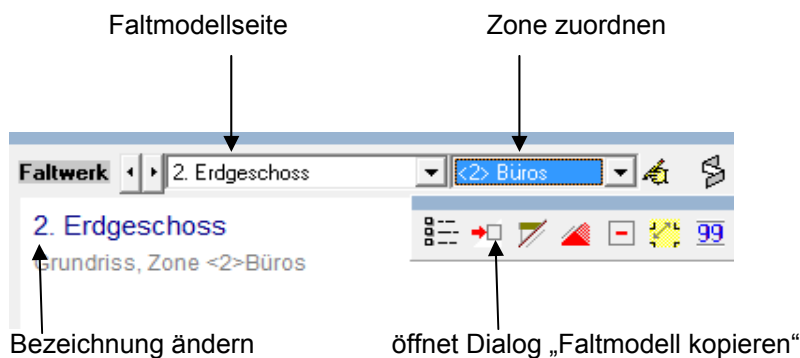 Faltmodellseite Zone zuordnen
Faltwerk 2. Erdgeschoss <2> Büros
2. Erdgeschoss
Grundriss, Zone <2>Büros
99
Bezeichnung ändern öffnet Dialog „Faltmodell kopieren“